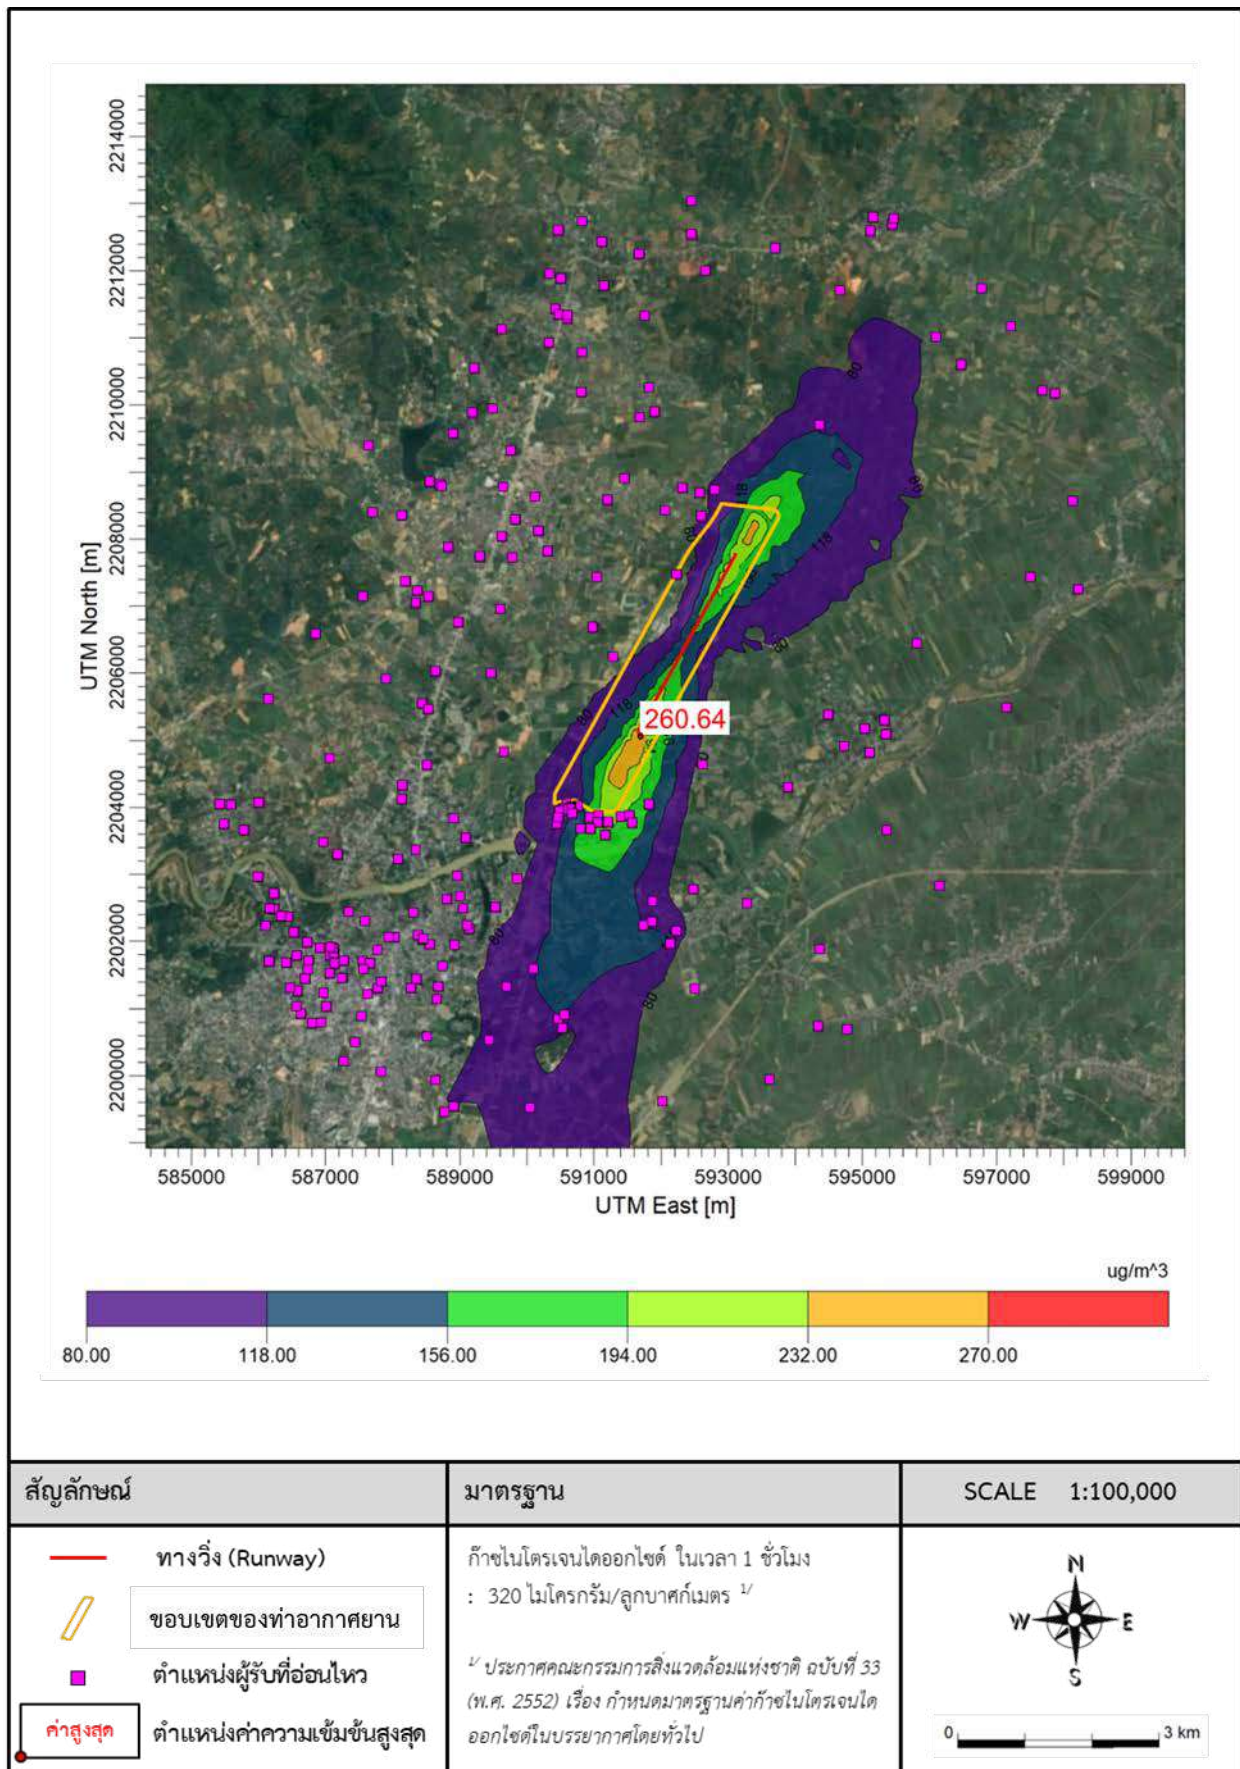 2214000
2212000
2210000
2208000
2206000
2204000
2202000
2200000
UTM North [m]
80
80
118
80
80
118
80
118
80
260.64
80
80
585000 587000 589000 591000 593000 595000 597000 599000
UTM East [m]
ug/m^3
80.00 118.00 156.00 194.00 232.00 270.00
สัญลักษณ์
ทางวิ่ง (Runway)
ขอบเขตของท่าอากาศยาน
ตำแหน่งผู้รับที่อ่อนไหว
ค่าสูงสุด
ตำแหน่งค่าความเข้มข้นสูงสุด
มาตรฐาน
ก๊าซไนโตรเจนไดออกไซด์ ในเวลา 1 ชั่วโมง
: 320 ไมโครกรัม/ลูกบาศก์เมตร 1/
1/ ประกาศคณะกรรมการสิ่งแวดล้อมแห่งชาติ ฉบับที่ 33
(พ.ศ. 2552) เรื่อง กำหนดมาตรฐานค่าก๊าซไนโตรเจนได
ออกไซด์ในบรรยากาศโดยทั่วไป
SCALE 1:100,000
N
W E
S
0 3 km